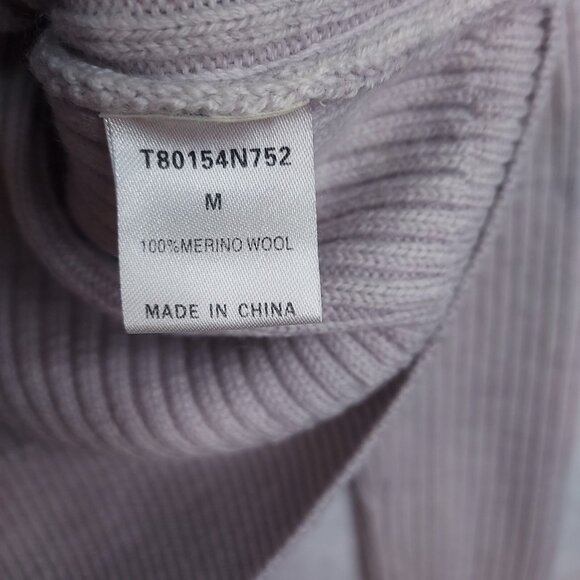 T80154N752
M
100%MERINO WOOL
MADE IN CHINA